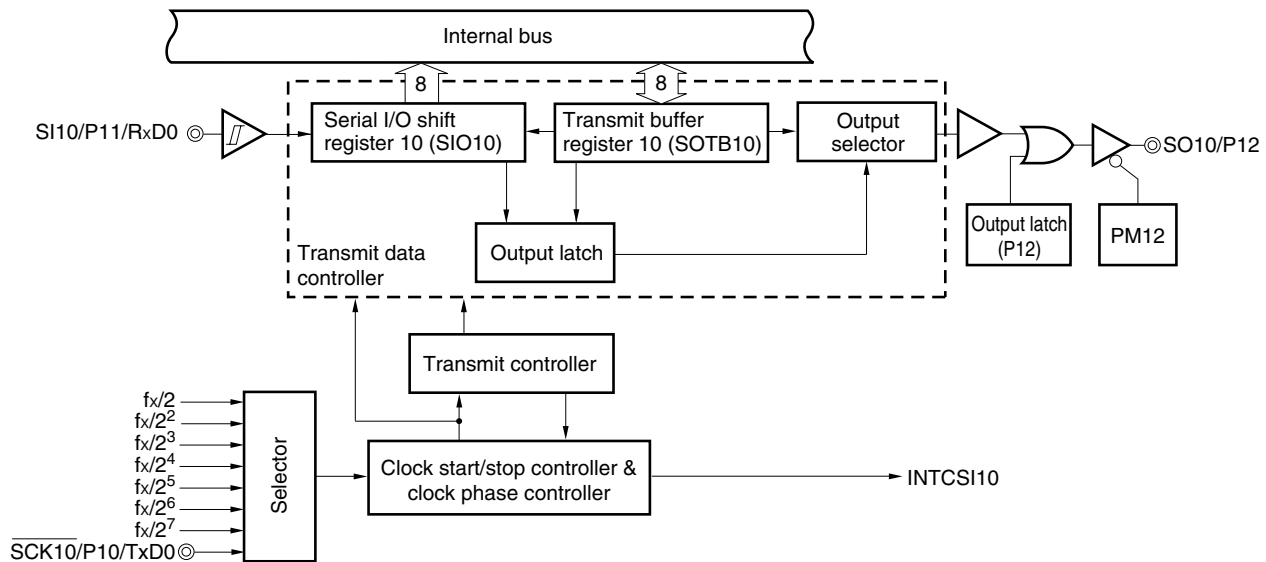 Internal bus
8
8
SI10/P11/RxD0
Serial I/O shift
register 10 (SIO10)
Transmit buffer
register 10 (SOTB10)
Output
selector
SO10/P12
Output latch
(P12)
PM12
Transmit data
controller
Output latch
Transmit controller
fx/2
fx/2²
fx/2³
fx/2⁴
fx/2⁵
fx/2⁶
fx/2⁷
SCK10/P10/TxD0
Selector
Clock start/stop controller &
clock phase controller
INTCSI10